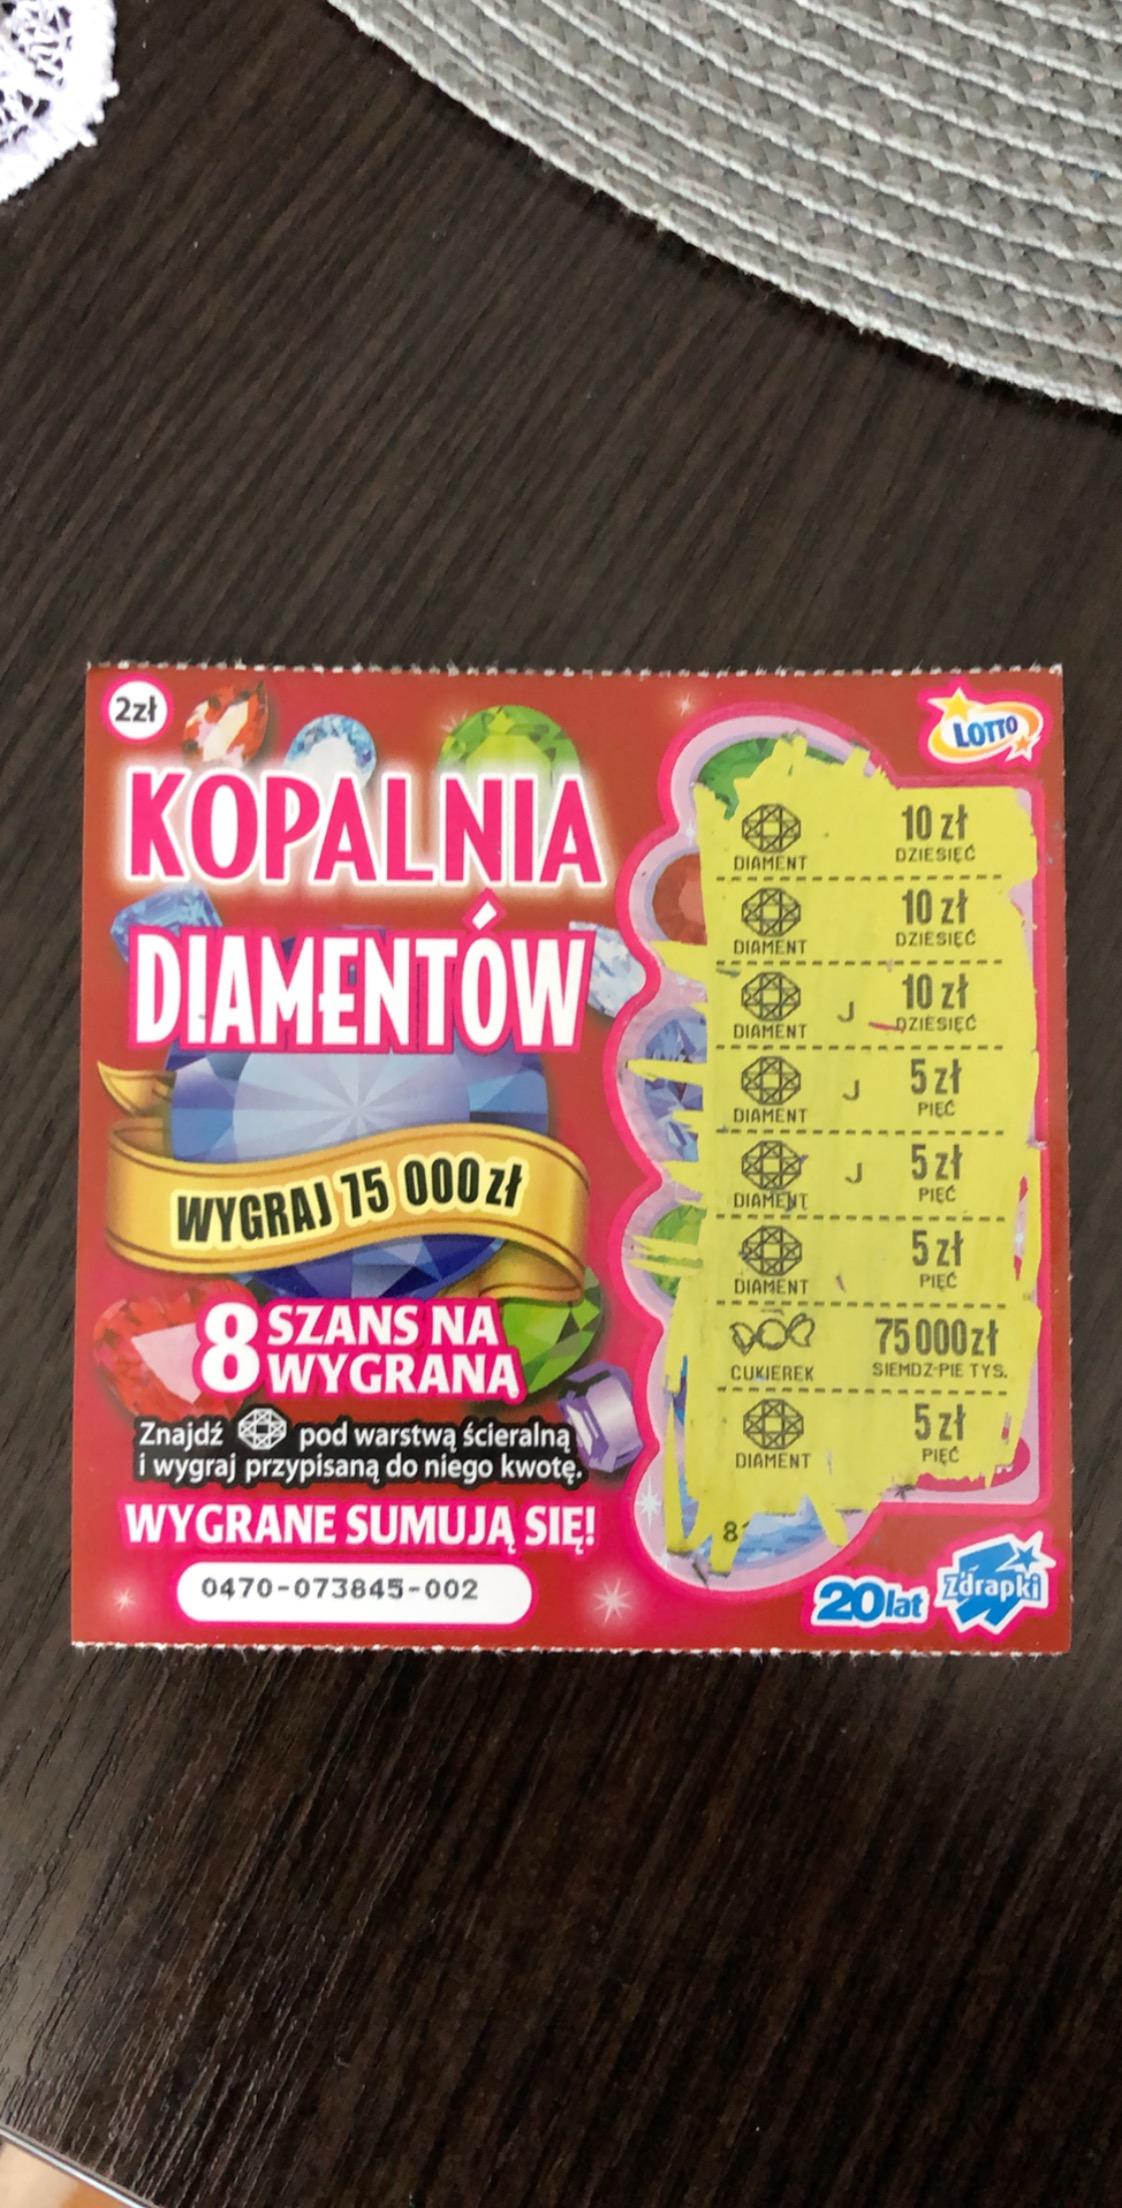 2zł
LOTTO
KOPALNIA
DIAMENTÓW
WYGRAJ 75 000 zł
8 SZANS NA
WYGRANĄ
Znajdź pod warstwą ścieralną
i wygraj przypisaną do niego kwotę.
WYGRANE SUMUJĄ SIĘ!
0470-073845-002
10 zł
DIAMENT DZIESIĘĆ
10 zł
DIAMENT DZIESIĘĆ
J 10 zł
DIAMENT DZIESIĘĆ
J 5 zł
DIAMENT PIĘĆ
J 5 zł
DIAMENT PIĘĆ
5 zł
DIAMENT PIĘĆ
75000zł
CUKIEREK SIEMDZ-PIE TYS.
5 zł
DIAMENT PIĘĆ
8
20 lat
Zdrapki